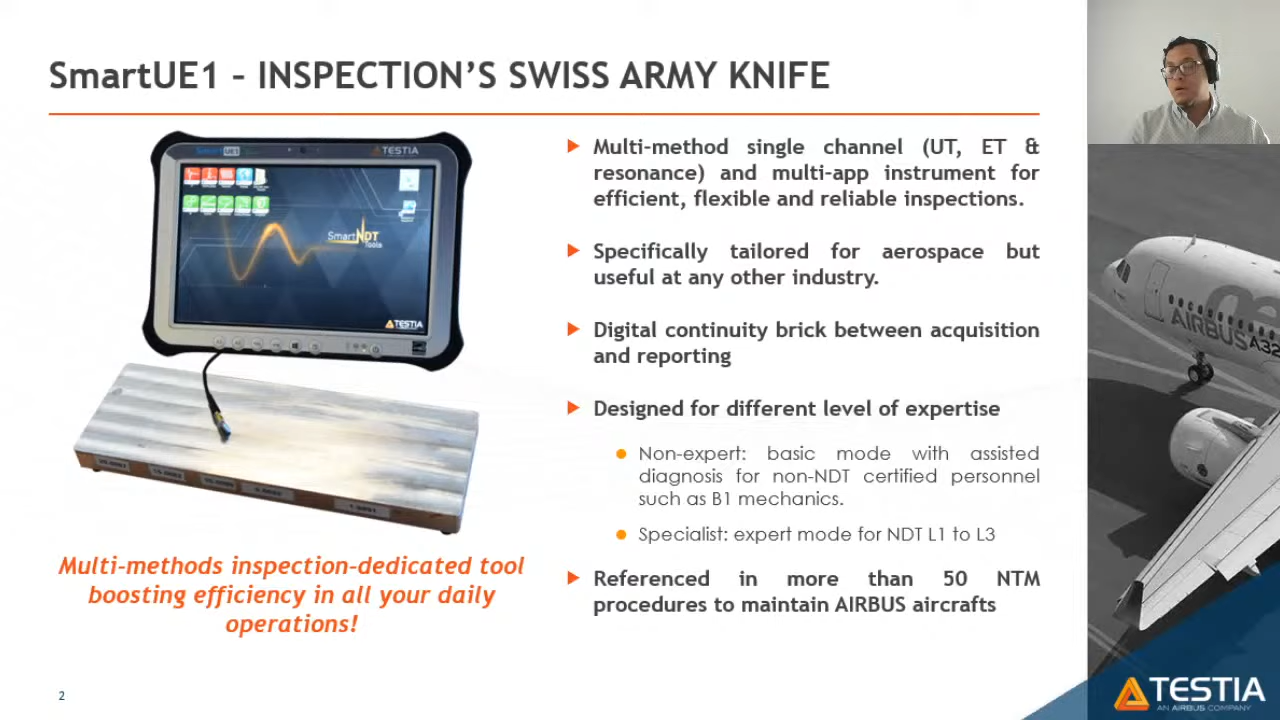 SmartUE1 – INSPECTION’S SWISS ARMY KNIFE
SmartUE1
TESTIA
SmartNDT
Tools
TESTIA
Multi-methods inspection-dedicated tool
boosting efficiency in all your daily
operations!
Multi-method single channel (UT, ET &
resonance) and multi-app instrument for
efficient, flexible and reliable inspections.
Specifically tailored for aerospace but
useful at any other industry.
Digital continuity brick between acquisition
and reporting
Designed for different level of expertise
Non-expert: basic mode with assisted
diagnosis for non-NDT certified personnel
such as B1 mechanics.
Specialist: expert mode for NDT L1 to L3
Referenced in more than 50 NTM
procedures to maintain AIRBUS aircrafts
AIRBUS A32
2
TESTIA
AN AIRBUS COMPANY